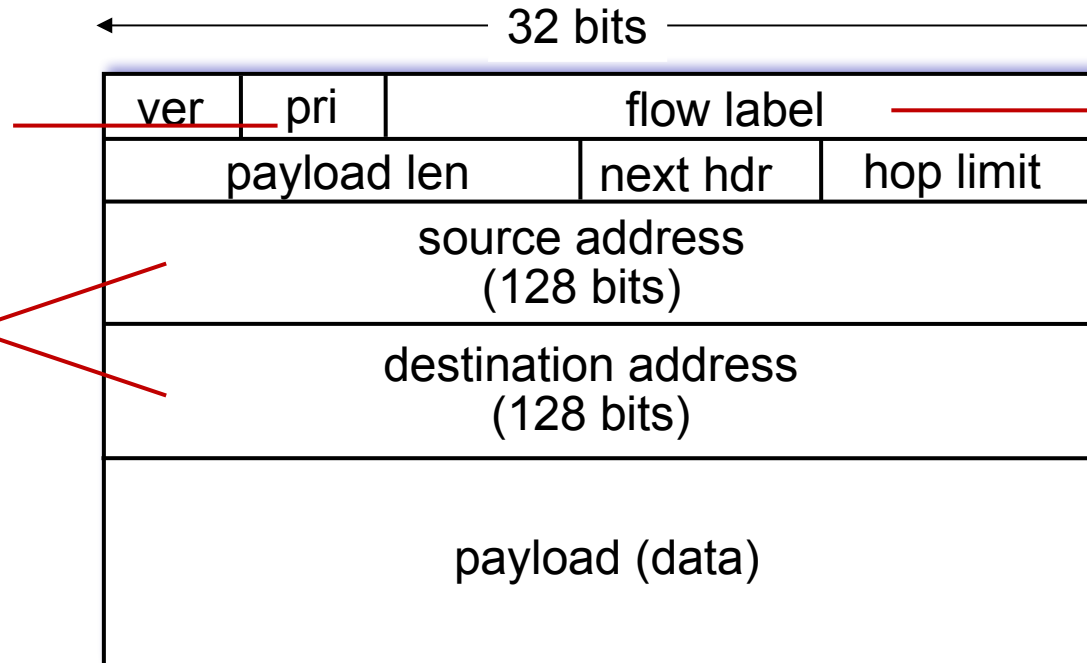 32 bits
ver pri flow label
payload len next hdr hop limit
source address
(128 bits)
destination address
(128 bits)
payload (data)